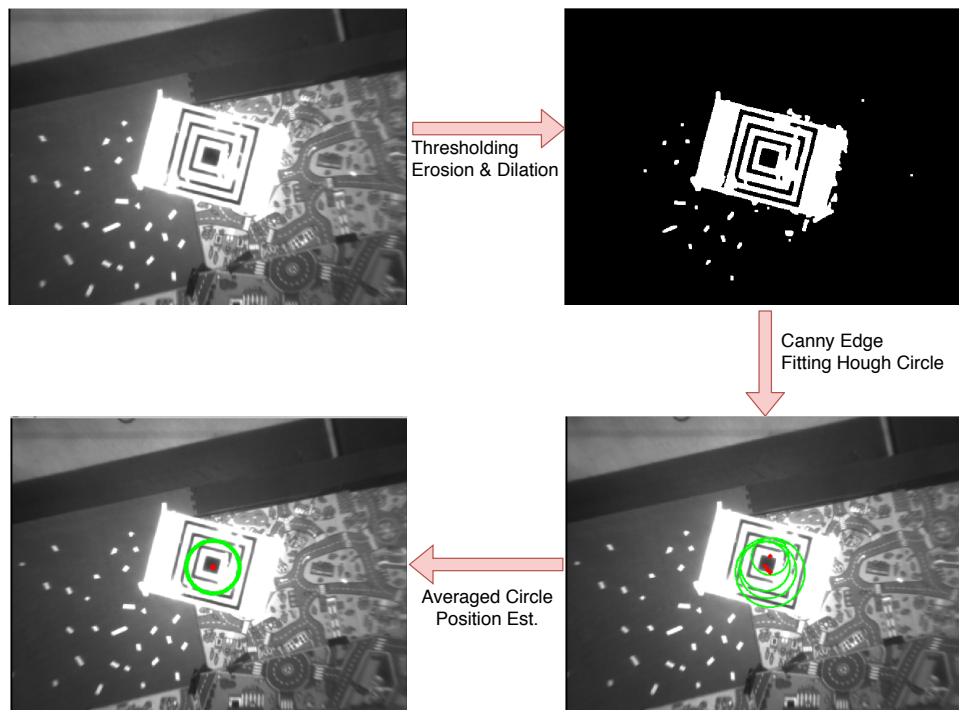 Thresholding
Erosion & Dilation
Canny Edge
Fitting Hough Circle
Averaged Circle
Position Est.